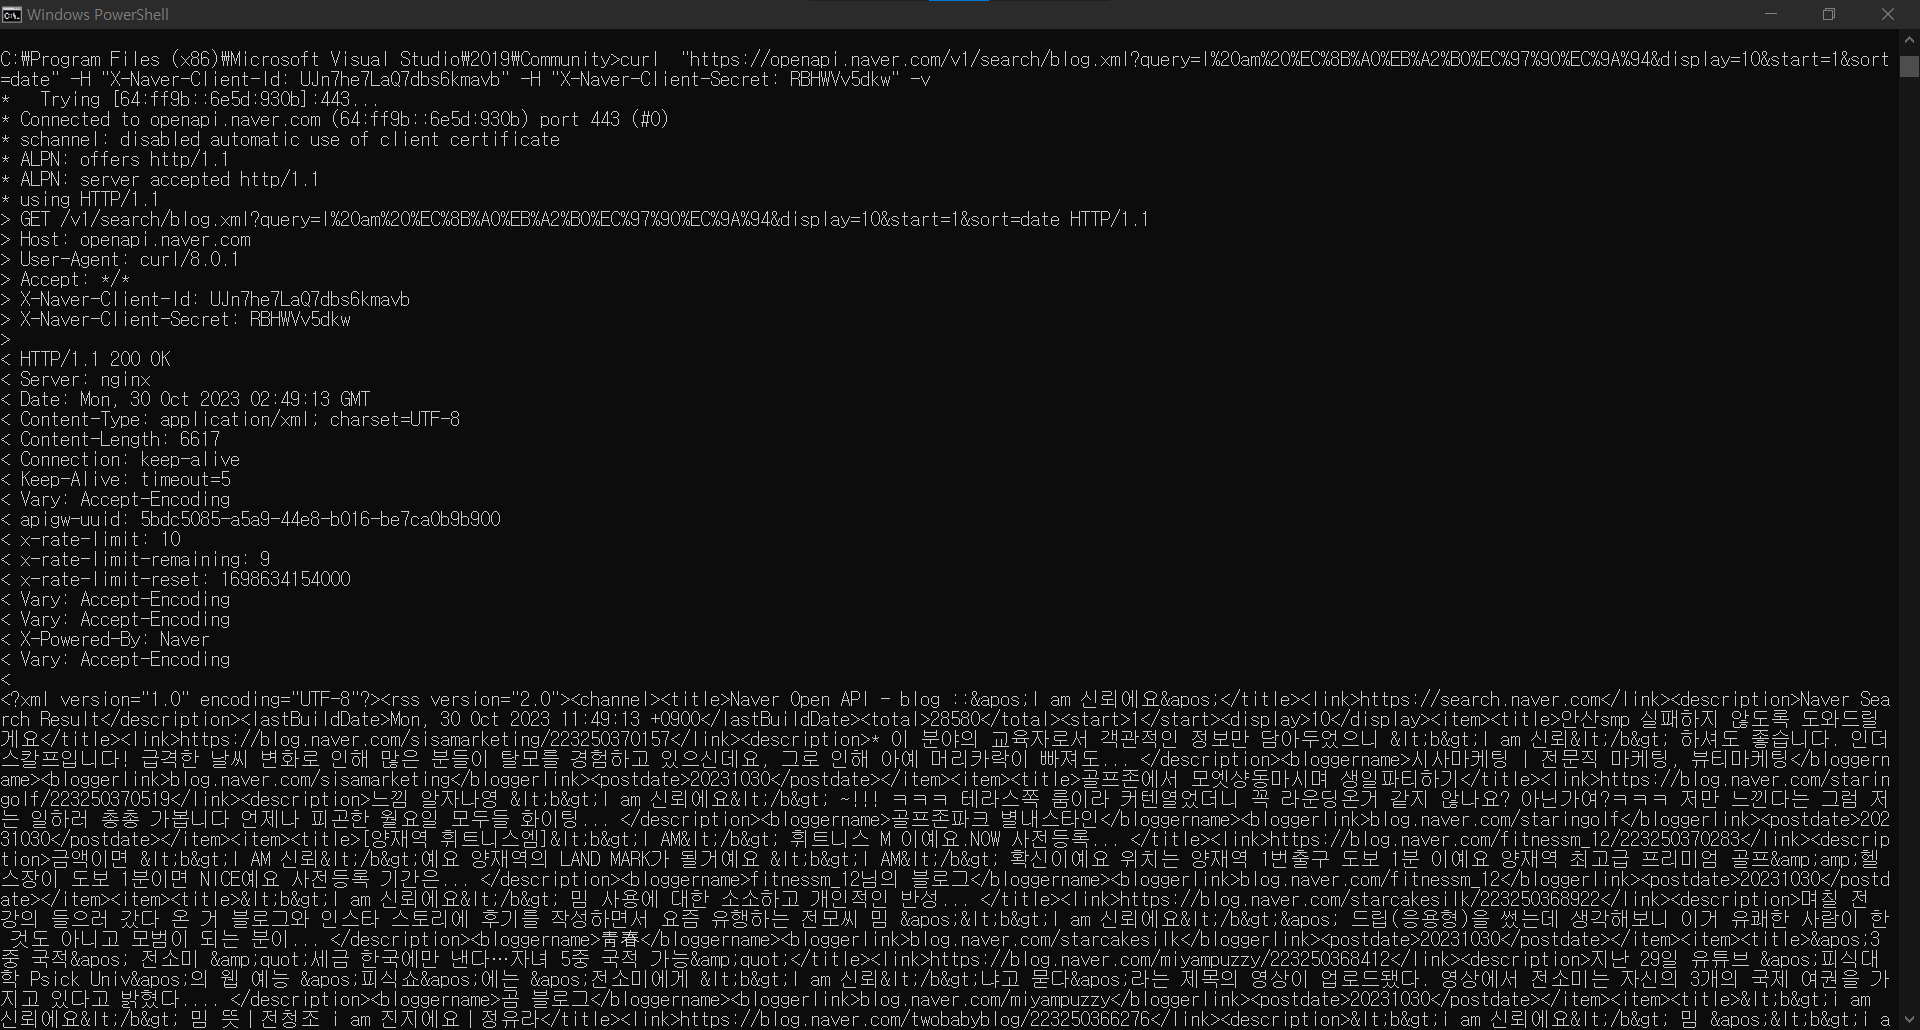 Windows PowerShell
C:₩Program Files (x86)₩Microsoft Visual Studio₩2019₩Community>curl  "https://openapi.naver.com/v1/search/blog.xml?query=I%20am%20%EC%8B%A0%EB%A2%B0%EC%97%90%EC%9A%94&display=10&start=1&sort
=date" -H "X-Naver-Client-Id: UJn7he7LaQ7dbs6kmavb" -H "X-Naver-Client-Secret: RBHWVv5dkw" -v
*   Trying [64:ff9b::6e5d:930b]:443...
* Connected to openapi.naver.com (64:ff9b::6e5d:930b) port 443 (#0)
* schannel: disabled automatic use of client certificate
* ALPN: offers http/1.1
* ALPN: server accepted http/1.1
* using HTTP/1.1
> GET /v1/search/blog.xml?query=I%20am%20%EC%8B%A0%EB%A2%B0%EC%97%90%EC%9A%94&display=10&start=1&sort=date HTTP/1.1
> Host: openapi.naver.com
> User-Agent: curl/8.0.1
> Accept: */*
> X-Naver-Client-Id: UJn7he7LaQ7dbs6kmavb
> X-Naver-Client-Secret: RBHWVv5dkw
>
< HTTP/1.1 200 OK
< Server: nginx
< Date: Mon, 30 Oct 2023 02:49:13 GMT
< Content-Type: application/xml; charset=UTF-8
< Content-Length: 6617
< Connection: keep-alive
< Keep-Alive: timeout=5
< Vary: Accept-Encoding
< apigw-uuid: 5bdc5085-a5a9-44e8-b016-be7ca0b9b900
< x-rate-limit: 10
< x-rate-limit-remaining: 9
< x-rate-limit-reset: 1698634154000
< Vary: Accept-Encoding
< Vary: Accept-Encoding
< X-Powered-By: Naver
< Vary: Accept-Encoding
<
<?xml version="1.0" encoding="UTF-8"?><rss version="2.0"><channel><title>Naver Open API - blog ::&apos;I am 신뢰에요&apos;</title><link>https://search.naver.com</link><description>Naver Sea
rch Result</description><lastBuildDate>Mon, 30 Oct 2023 11:49:13 +0900</lastBuildDate><total>28580</total><start>1</start><display>10</display><item><title>안산smp 실패하지 않도록 도와드릴
게요</title><link>https://blog.naver.com/sisamarketing/223250370157</link><description>* 이 분야의 교육자로서 객관적인 정보만 담아두었으니 &lt;b&gt;I am 신뢰&lt;/b&gt; 하셔도 좋습니다. 인더
스칼프입니다! 급격한 날씨 변화로 인해 많은 분들이 탈모를 경험하고 있으신데요, 그로 인해 아예 머리카락이 빠져도... </description><bloggername>시사마케팅 | 전문직 마케팅, 뷰티마케팅</bloggern
ame><bloggerlink>blog.naver.com/sisamarketing</bloggerlink><postdate>20231030</postdate></item><item><title>골프존에서 모엣샹동마시며 생일파티하기</title><link>https://blog.naver.com/starin
golf/223250370519</link><description>느낌 알자나영 &lt;b&gt;I am 신뢰에요&lt;/b&gt; ~!!! ㅋㅋㅋ 테라스쪽 룸이라 커텐열었더니 꼭 라운딩온거 같지 않나요? 아닌가여?ㅋㅋㅋ 저만 느낀다는 그럼 저
는 일하러 총총 가봅니다 언제나 피곤한 월요일 모두들 화이팅... </description><bloggername>골프존파크 별내스타인</bloggername><bloggerlink>blog.naver.com/staringolf</bloggerlink><postdate>202
31030</postdate></item><item><title>[양재역 휘트니스엠]&lt;b&gt;I AM&lt;/b&gt; 휘트니스 M 이예요.NOW 사전등록... </title><link>https://blog.naver.com/fitnessm_12/223250370283</link><descrip
tion>금액이면 &lt;b&gt;I AM 신뢰&lt;/b&gt;예요 양재역의 LAND MARK가 될거예요 &lt;b&gt;I AM&lt;/b&gt; 확신이예요 위치는 양재역 1번출구 도보 1분 이예요 양재역 최고급 프리미엄 골프&amp;amp;헬
스장이 도보 1분이면 NICE예요 사전등록 기간은... </description><bloggername>fitnessm_12님의 블로그</bloggername><bloggerlink>blog.naver.com/fitnessm_12</bloggerlink><postdate>20231030</postd
ate></item><item><title>&lt;b&gt;I am 신뢰에요&lt;/b&gt; 밈 사용에 대한 소소하고 개인적인 반성... </title><link>https://blog.naver.com/starcakesilk/223250368922</link><description>며칠 전
강의 들으러 갔다 온 거 블로그와 인스타 스토리에 후기를 작성하면서 요즘 유행하는 전모씨 밈 &apos;&lt;b&gt;I am 신뢰에요&lt;/b&gt;&apos; 드립(응용형)을 썼는데 생각해보니 이거 유쾌한 사람이 한
 것도 아니고 모범이 되는 분이... </description><bloggername>靑春</bloggername><bloggerlink>blog.naver.com/starcakesilk</bloggerlink><postdate>20231030</postdate></item><item><title>&apos;3
중 국적&apos; 전소미 &amp;quot;세금 한국에만 낸다…자녀 5중 국적 가능&amp;quot;</title><link>https://blog.naver.com/miyampuzzy/223250368412</link><description>지난 29일 유튜브 &apos;피식대
학 Psick Univ&apos;의 웹 예능 &apos;피식쇼&apos;에는 &apos;전소미에게 &lt;b&gt;I am 신뢰&lt;/b&gt;냐고 묻다&apos;라는 제목의 영상이 업로드됐다. 영상에서 전소미는 자신의 3개의 국제 여권을 가
지고 있다고 밝혔다.... </description><bloggername>곰 블로그</bloggername><bloggerlink>blog.naver.com/miyampuzzy</bloggerlink><postdate>20231030</postdate></item><item><title>&lt;b&gt;i am
신뢰에요&lt;/b&gt; 밈 뜻 | 전청조 i am 진지에요 | 정유라</title><link>https://blog.naver.com/twobabyblog/223250366276</link><description>&lt;b&gt;i am 신뢰에요&lt;/b&gt; 밈 &apos;&lt;b&gt;i a